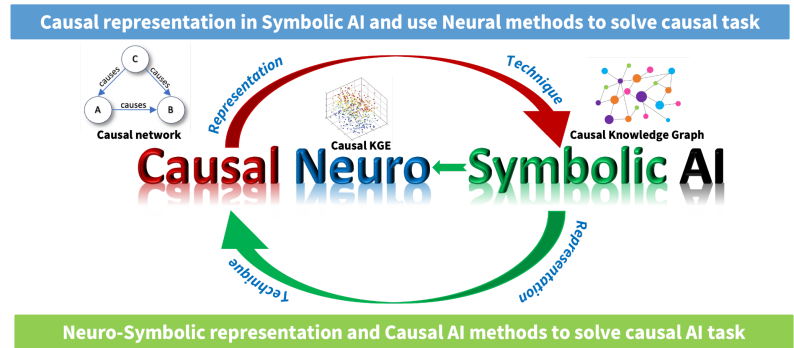 Causal representation in Symbolic AI and use Neural methods to solve causal task
C
causes
causes
A
causes
B
Causal network
Representation
Technique
Causal KGE
Causal Knowledge Graph
Causal Neuro Symbolic AI
Technique
Representation
Neuro-Symbolic representation and Causal AI methods to solve causal AI task